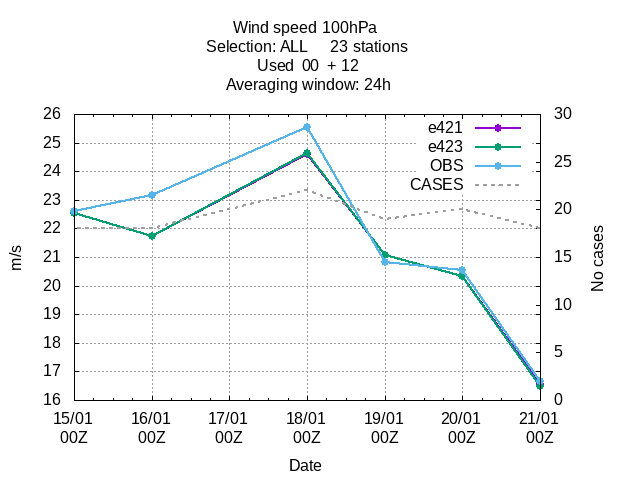 Wind speed 100hPa
Selection: ALL     23 stations
Used  00  + 12
Averaging window: 24h
26
25
24
23
22
21
20
19
18
17
16
m/s
30
25
20
15
10
5
0
No cases
e421
e423
OBS
CASES
15/01 16/01 17/01 18/01 19/01 20/01 21/01
00Z 00Z 00Z 00Z 00Z 00Z 00Z
Date